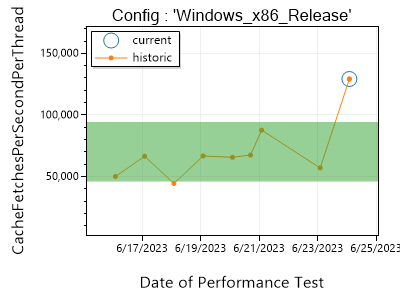 Config : 'Windows_x86_Release'
CacheFetchesPerSecondPerThread
current
historic
150,000
100,000
50,000
6/17/2023 6/19/2023 6/21/2023 6/23/2023 6/25/2023
Date of Performance Test